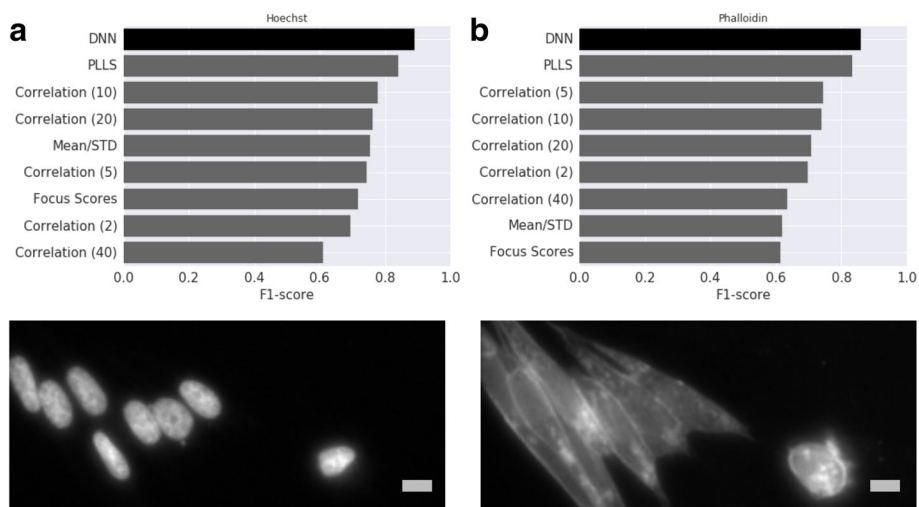 a
Hoechst
DNN
PLLS
Correlation (10)
Correlation (20)
Mean/STD
Correlation (5)
Focus Scores
Correlation (2)
Correlation (40)
0.0 0.2 0.4 0.6 0.8 1.0
F1-score
b
Phalloidin
DNN
PLLS
Correlation (5)
Correlation (10)
Correlation (20)
Correlation (2)
Correlation (40)
Mean/STD
Focus Scores
0.0 0.2 0.4 0.6 0.8 1.0
F1-score